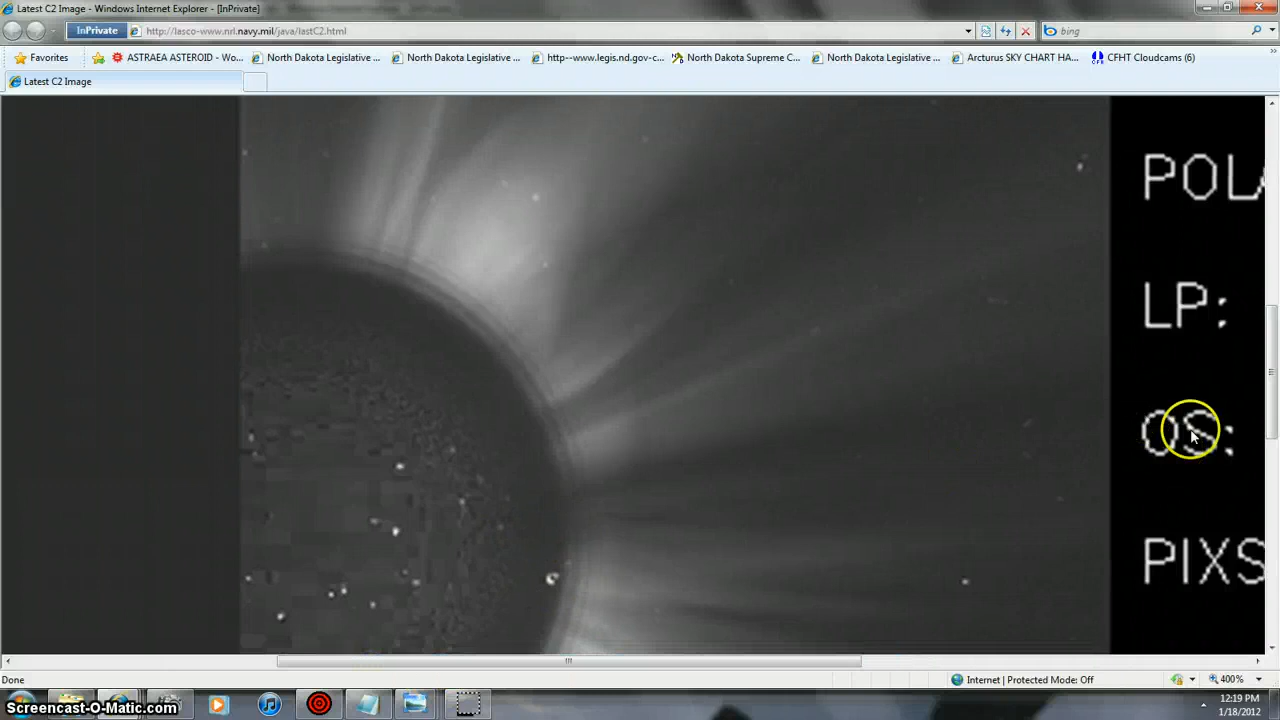 Latest C2 Image - Windows Internet Explorer - [InPrivate]
InPrivate http://lasco-www.nrl.navy.mil/java/lastC2.html bing
Favorites ASTRAEA ASTEROID - Wo... North Dakota Legislative ... North Dakota Legislative ... http--www.legis.nd.gov-c... North Dakota Supreme C... North Dakota Legislative ... Arcturus SKY CHART HA... CFHT Cloudcams (6)
Latest C2 Image
POLA
LP:
OS:
PIXS
Done Internet | Protected Mode: Off 400%
Screencast-O-Matic.com
12:19 PM
1/18/2012